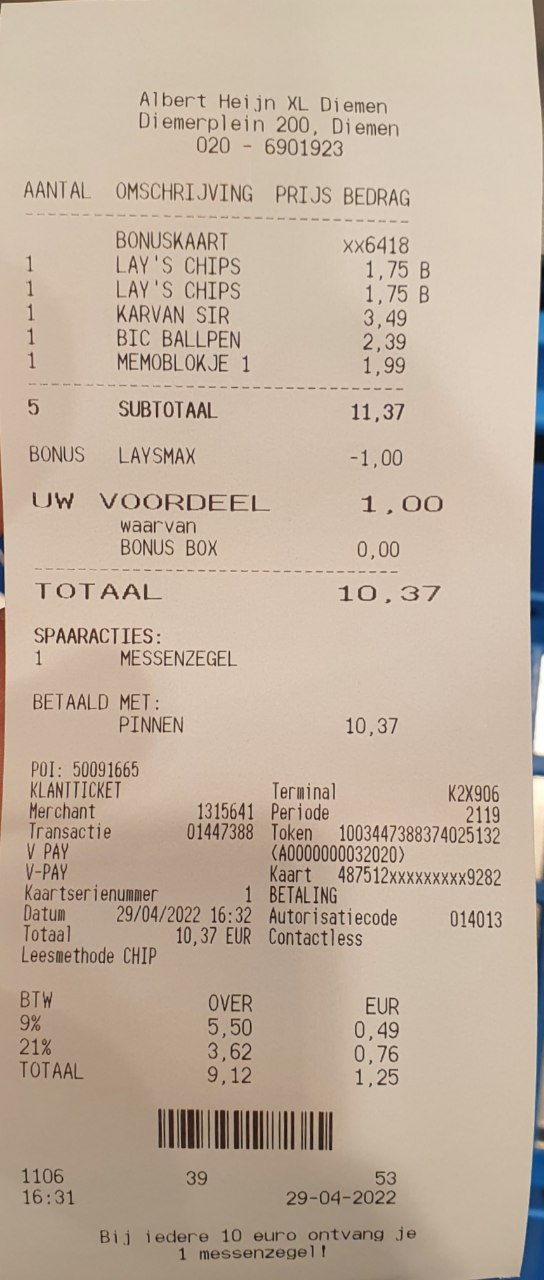 Albert Heijn XL Diemen
Diemerplein 200, Diemen
020 - 6901923
AANTAL OMSCHRIJVING PRIJS BEDRAG
BONUSKAART xx6418
1 LAY'S CHIPS 1,75 B
1 LAY'S CHIPS 1,75 B
1 KARVAN SIR 3,49
1 BIC BALLPEN 2,39
1 MEMOBLOKJE 1 1,99
5 SUBTOTAAL 11,37
BONUS LAYSMAX -1,00
UW VOORDEEL 1,00
waarvan
BONUS BOX 0,00
TOTAAL 10,37
SPAARACTIES:
1 MESSENZEGEL
BETAALD MET:
PINNEN 10,37
POI: 50091665
KLANTTICKET Terminal K2X906
Merchant 1315641 Periode 2119
Transactie 01447388 Token 1003447388374025132
V PAY (A0000000032020)
V-PAY Kaart 487512xxxxxxxxx9282
Kaartserienummer 1 BETALING
Datum 29/04/2022 16:32 Autorisatiecode 014013
Totaal 10,37 EUR Contactless
Leesmethode CHIP
BTW OVER EUR
9% 5,50 0,49
21% 3,62 0,76
TOTAAL 9,12 1,25
1106 39 53
16:31 29-04-2022
Bij iedere 10 euro ontvang je
1 messenzegel!